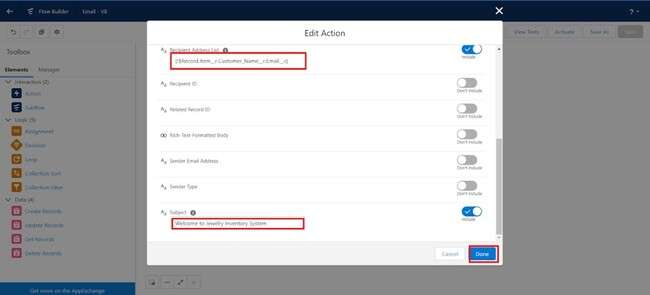 Flow Builder
Email - V8
?
Edit Action
View Tests
Activate
Save As
Save
Toolbox
Elements
Manager
Interaction (2)
Action
Subflow
Logic (5)
Assignment
Decision
Loop
Collection Sort
Collection Filter
Data (4)
Create Records
Update Records
Get Records
Delete Records
Get more on the AppExchange
Recipient Address List
Include
Recipient ID
Don't Include
Related Record ID
Don't Include
Rich-Text-Formatted Body
Don't Include
Sender Email Address
Don't Include
Sender Type
Don't Include
Subject
Include
Welcome to Jewelry Inventory System
Cancel
Done